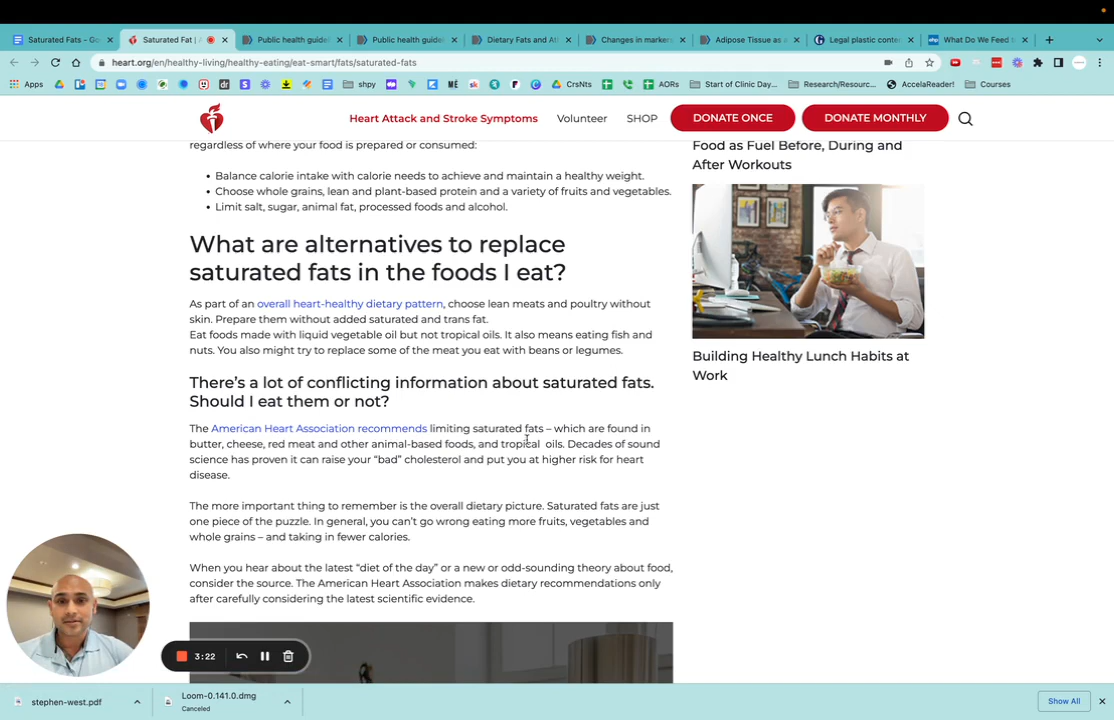 Saturated Fats - Go
Saturated Fat | A
Public health guidel
Public health guidel
Dietary Fats and Ath
Changes in marker
Adipose Tissue as a
Legal plastic conte
What Do We Feed t
heart.org/en/healthy-living/healthy-eating/eat-smart/fats/saturated-fats
Apps
shpy
CrsNts
AORs
Start of Clinic Day...
Research/Resourc...
AccelaReader!
Courses
Heart Attack and Stroke Symptoms
Volunteer
SHOP
DONATE ONCE
DONATE MONTHLY
regardless of where your food is prepared or consumed:
• Balance calorie intake with calorie needs to achieve and maintain a healthy weight.
• Choose whole grains, lean and plant-based protein and a variety of fruits and vegetables.
• Limit salt, sugar, animal fat, processed foods and alcohol.
What are alternatives to replace
saturated fats in the foods I eat?
As part of an overall heart-healthy dietary pattern, choose lean meats and poultry without
skin. Prepare them without added saturated and trans fat.
Eat foods made with liquid vegetable oil but not tropical oils. It also means eating fish and
nuts. You also might try to replace some of the meat you eat with beans or legumes.
There's a lot of conflicting information about saturated fats.
Should I eat them or not?
The American Heart Association recommends limiting saturated fats – which are found in
butter, cheese, red meat and other animal-based foods, and tropical oils. Decades of sound
science has proven it can raise your “bad” cholesterol and put you at higher risk for heart
disease.
The more important thing to remember is the overall dietary picture. Saturated fats are just
one piece of the puzzle. In general, you can't go wrong eating more fruits, vegetables and
whole grains – and taking in fewer calories.
When you hear about the latest “diet of the day” or a new or odd-sounding theory about food,
consider the source. The American Heart Association makes dietary recommendations only
after carefully considering the latest scientific evidence.
Food as Fuel Before, During and
After Workouts
Building Healthy Lunch Habits at
Work
3:22
stephen-west.pdf
Loom-0.141.0.dmg
Canceled
Show All